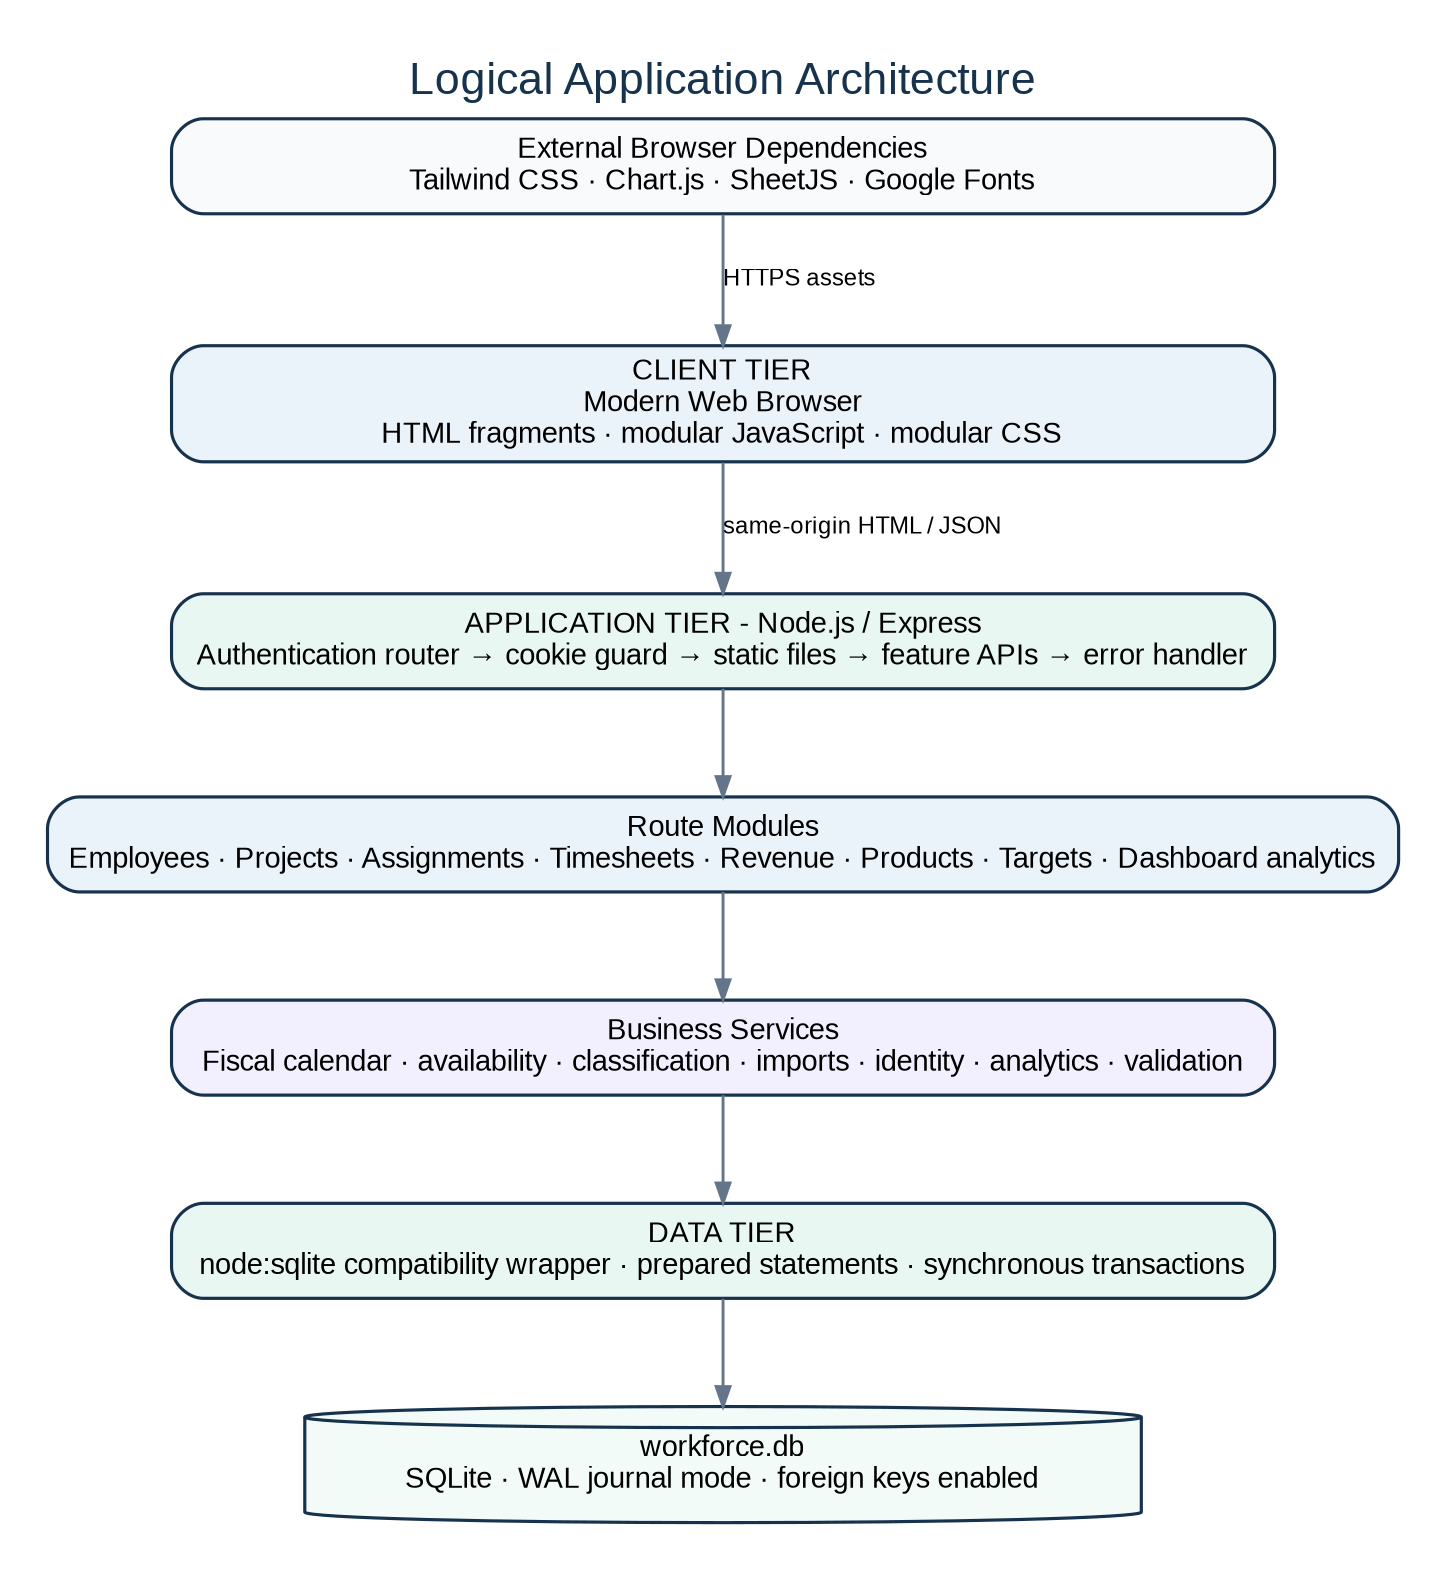 Logical Application Architecture
External Browser Dependencies
Tailwind CSS · Chart.js · SheetJS · Google Fonts
HTTPS assets
CLIENT TIER
Modern Web Browser
HTML fragments · modular JavaScript · modular CSS
same-origin HTML / JSON
APPLICATION TIER - Node.js / Express
Authentication router → cookie guard → static files → feature APIs → error handler
Route Modules
Employees · Projects · Assignments · Timesheets · Revenue · Products · Targets · Dashboard analytics
Business Services
Fiscal calendar · availability · classification · imports · identity · analytics · validation
DATA TIER
node:sqlite compatibility wrapper · prepared statements · synchronous transactions
workforce.db
SQLite · WAL journal mode · foreign keys enabled